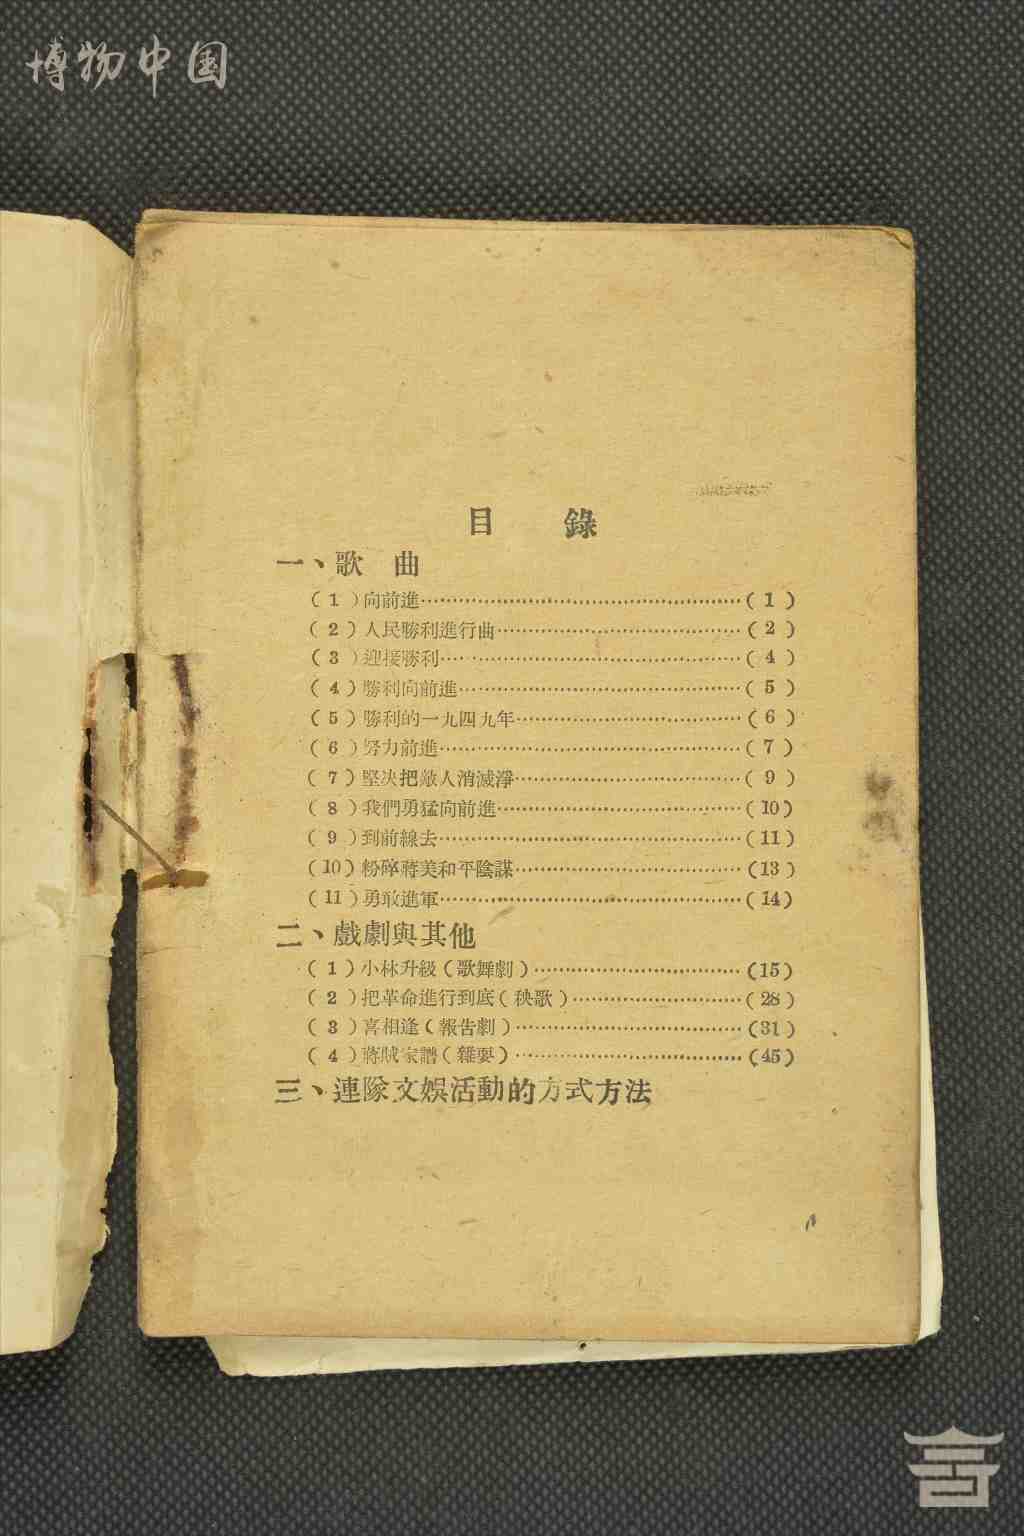 博物中国
目　　錄
一、歌　曲
（1）向前進………………………………（1）
（2）人民勝利進行曲………………………（2）
（3）迎接勝利………………………………（4）
（4）勝利向前進……………………………（5）
（5）勝利的一九四九年……………………（6）
（6）努力前進………………………………（7）
（7）堅决把敵人消滅淨……………………（9）
（8）我們勇猛向前進………………………（10）
（9）到前線去………………………………（11）
（10）粉碎蔣美和平陰謀……………………（13）
（11）勇敢進軍………………………………（14）
二、戲劇與其他
（1）小林升級（歌舞劇）…………………（15）
（2）把革命進行到底（秧歌）……………（28）
（3）喜相逢（報告劇）……………………（31）
（4）蔣賊家譜（雜耍）……………………（45）
三、連隊文娛活動的方式方法